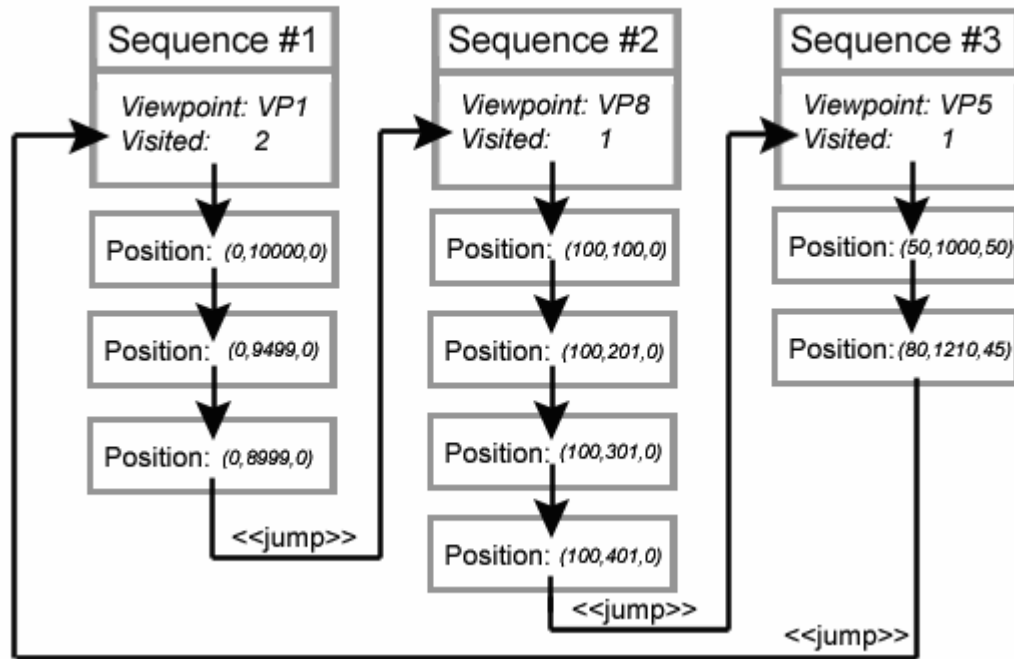 Sequence #1
Viewpoint: VP1
Visited: 2
Position: (0,10000,0)
Position: (0,9499,0)
Position: (0,8999,0)
<<jump>>
Sequence #2
Viewpoint: VP8
Visited: 1
Position: (100,100,0)
Position: (100,201,0)
Position: (100,301,0)
Position: (100,401,0)
<<jump>>
Sequence #3
Viewpoint: VP5
Visited: 1
Position: (50,1000,50)
Position: (80,1210,45)
<<jump>>